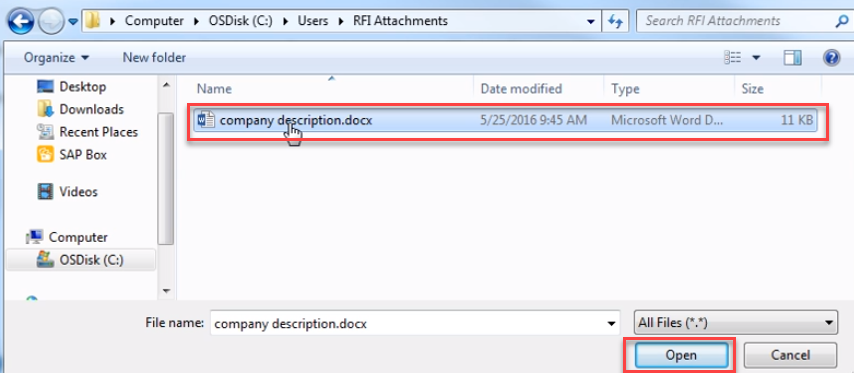 Computer OSDisk (C:) Users RFI Attachments Search RFI Attachments
Organize New folder
Name Date modified Type Size
Desktop
Downloads
Recent Places
SAP Box
Videos
Computer
OSDisk (C:)
company description.docx 5/25/2016 9:45 AM Microsoft Word D... 11 KB
File name: company description.docx All Files (*.*)
Open Cancel